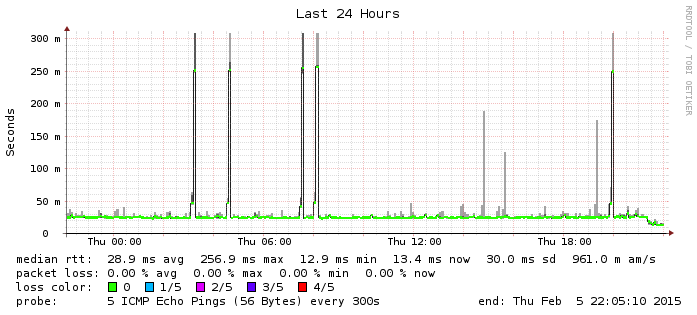 Last 24 Hours
RRDTOOL / TOBI OETIKER
Seconds
300 m
250 m
200 m
150 m
100 m
50 m
0
Thu 00:00 Thu 06:00 Thu 12:00 Thu 18:00
median rtt: 28.9 ms avg 256.9 ms max 12.9 ms min 13.4 ms now 30.0 ms sd 961.0 m am/s
packet loss: 0.00 % avg 0.00 % max 0.00 % min 0.00 % now
loss color: 0 1/5 2/5 3/5 4/5
probe: 5 ICMP Echo Pings (56 Bytes) every 300s end: Thu Feb 5 22:05:10 2015